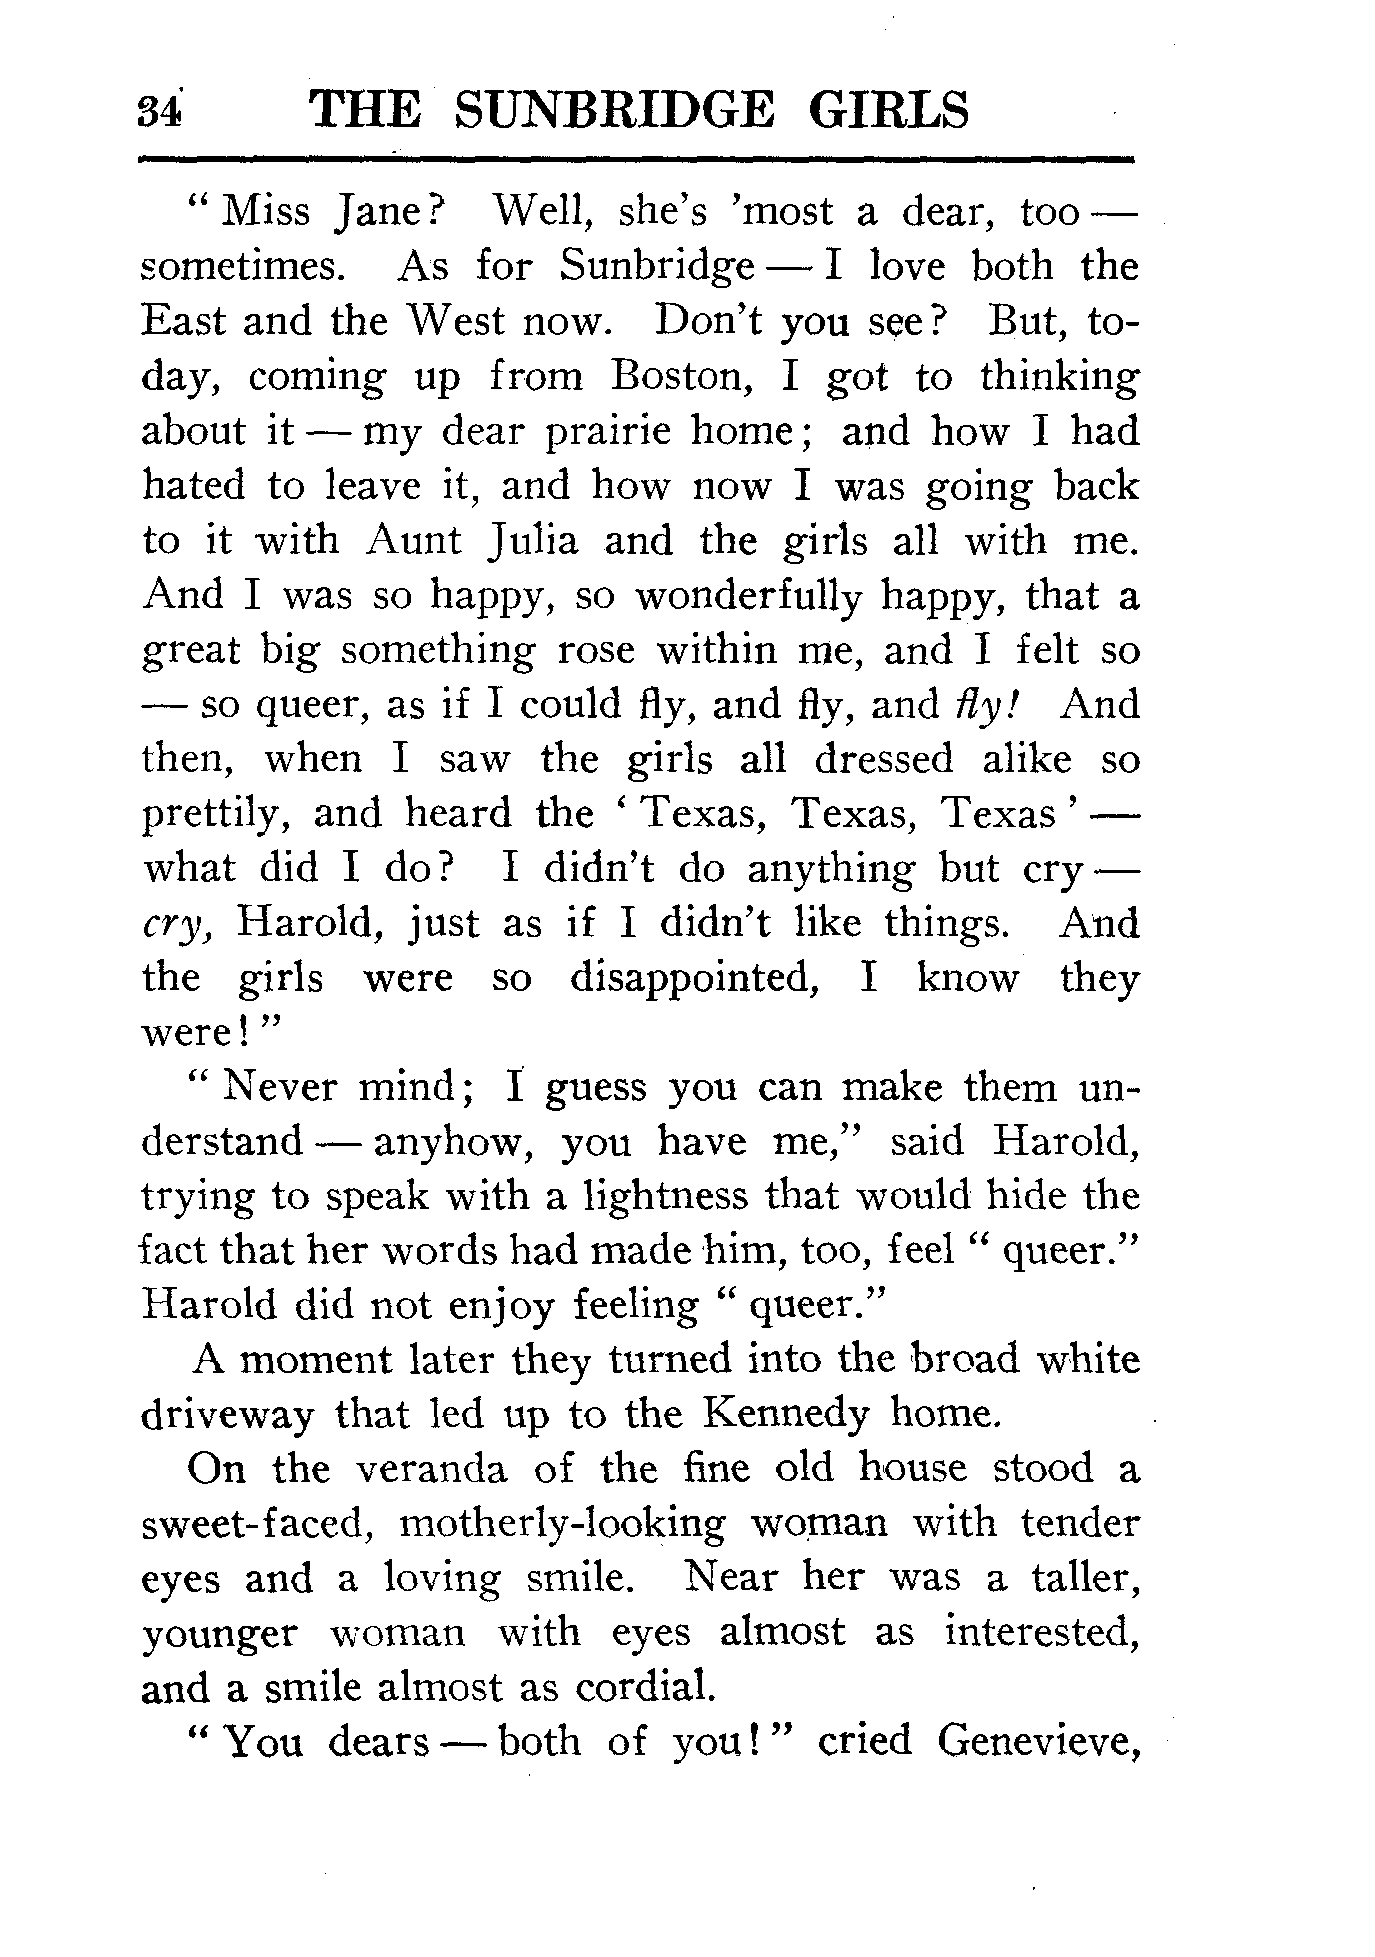 34 THE SUNBRIDGE GIRLS
“ Miss Jane? Well, she's 'most a dear, too —
sometimes. As for Sunbridge — I love both the
East and the West now. Don't you see? But, to-
day, coming up from Boston, I got to thinking
about it — my dear prairie home; and how I had
hated to leave it, and how now I was going back
to it with Aunt Julia and the girls all with me.
And I was so happy, so wonderfully happy, that a
great big something rose within me, and I felt so
— so queer, as if I could fly, and fly, and fly! And
then, when I saw the girls all dressed alike so
prettily, and heard the ‘ Texas, Texas, Texas ’ —
what did I do? I didn't do anything but cry —
cry, Harold, just as if I didn't like things. And
the girls were so disappointed, I know they
were! ”
“ Never mind; I guess you can make them un-
derstand — anyhow, you have me,” said Harold,
trying to speak with a lightness that would hide the
fact that her words had made him, too, feel “ queer.”
Harold did not enjoy feeling “ queer.”
A moment later they turned into the broad white
driveway that led up to the Kennedy home.
On the veranda of the fine old house stood a
sweet-faced, motherly-looking woman with tender
eyes and a loving smile. Near her was a taller,
younger woman with eyes almost as interested,
and a smile almost as cordial.
“ You dears — both of you! ” cried Genevieve,